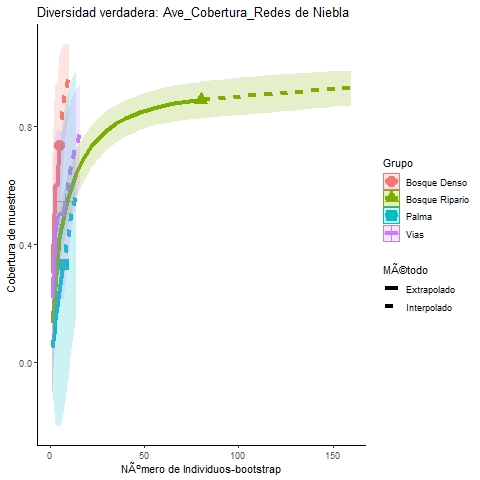 Diversidad verdadera: Ave_Cobertura_Redes de Niebla
Cobertura de muestreo
0.8
0.4
0.0
0
50
100
150
NÃºmero de Individuos-bootstrap
Grupo
Bosque Denso
Bosque Ripario
Palma
Vias
MÃ©todo
Extrapolado
Interpolado